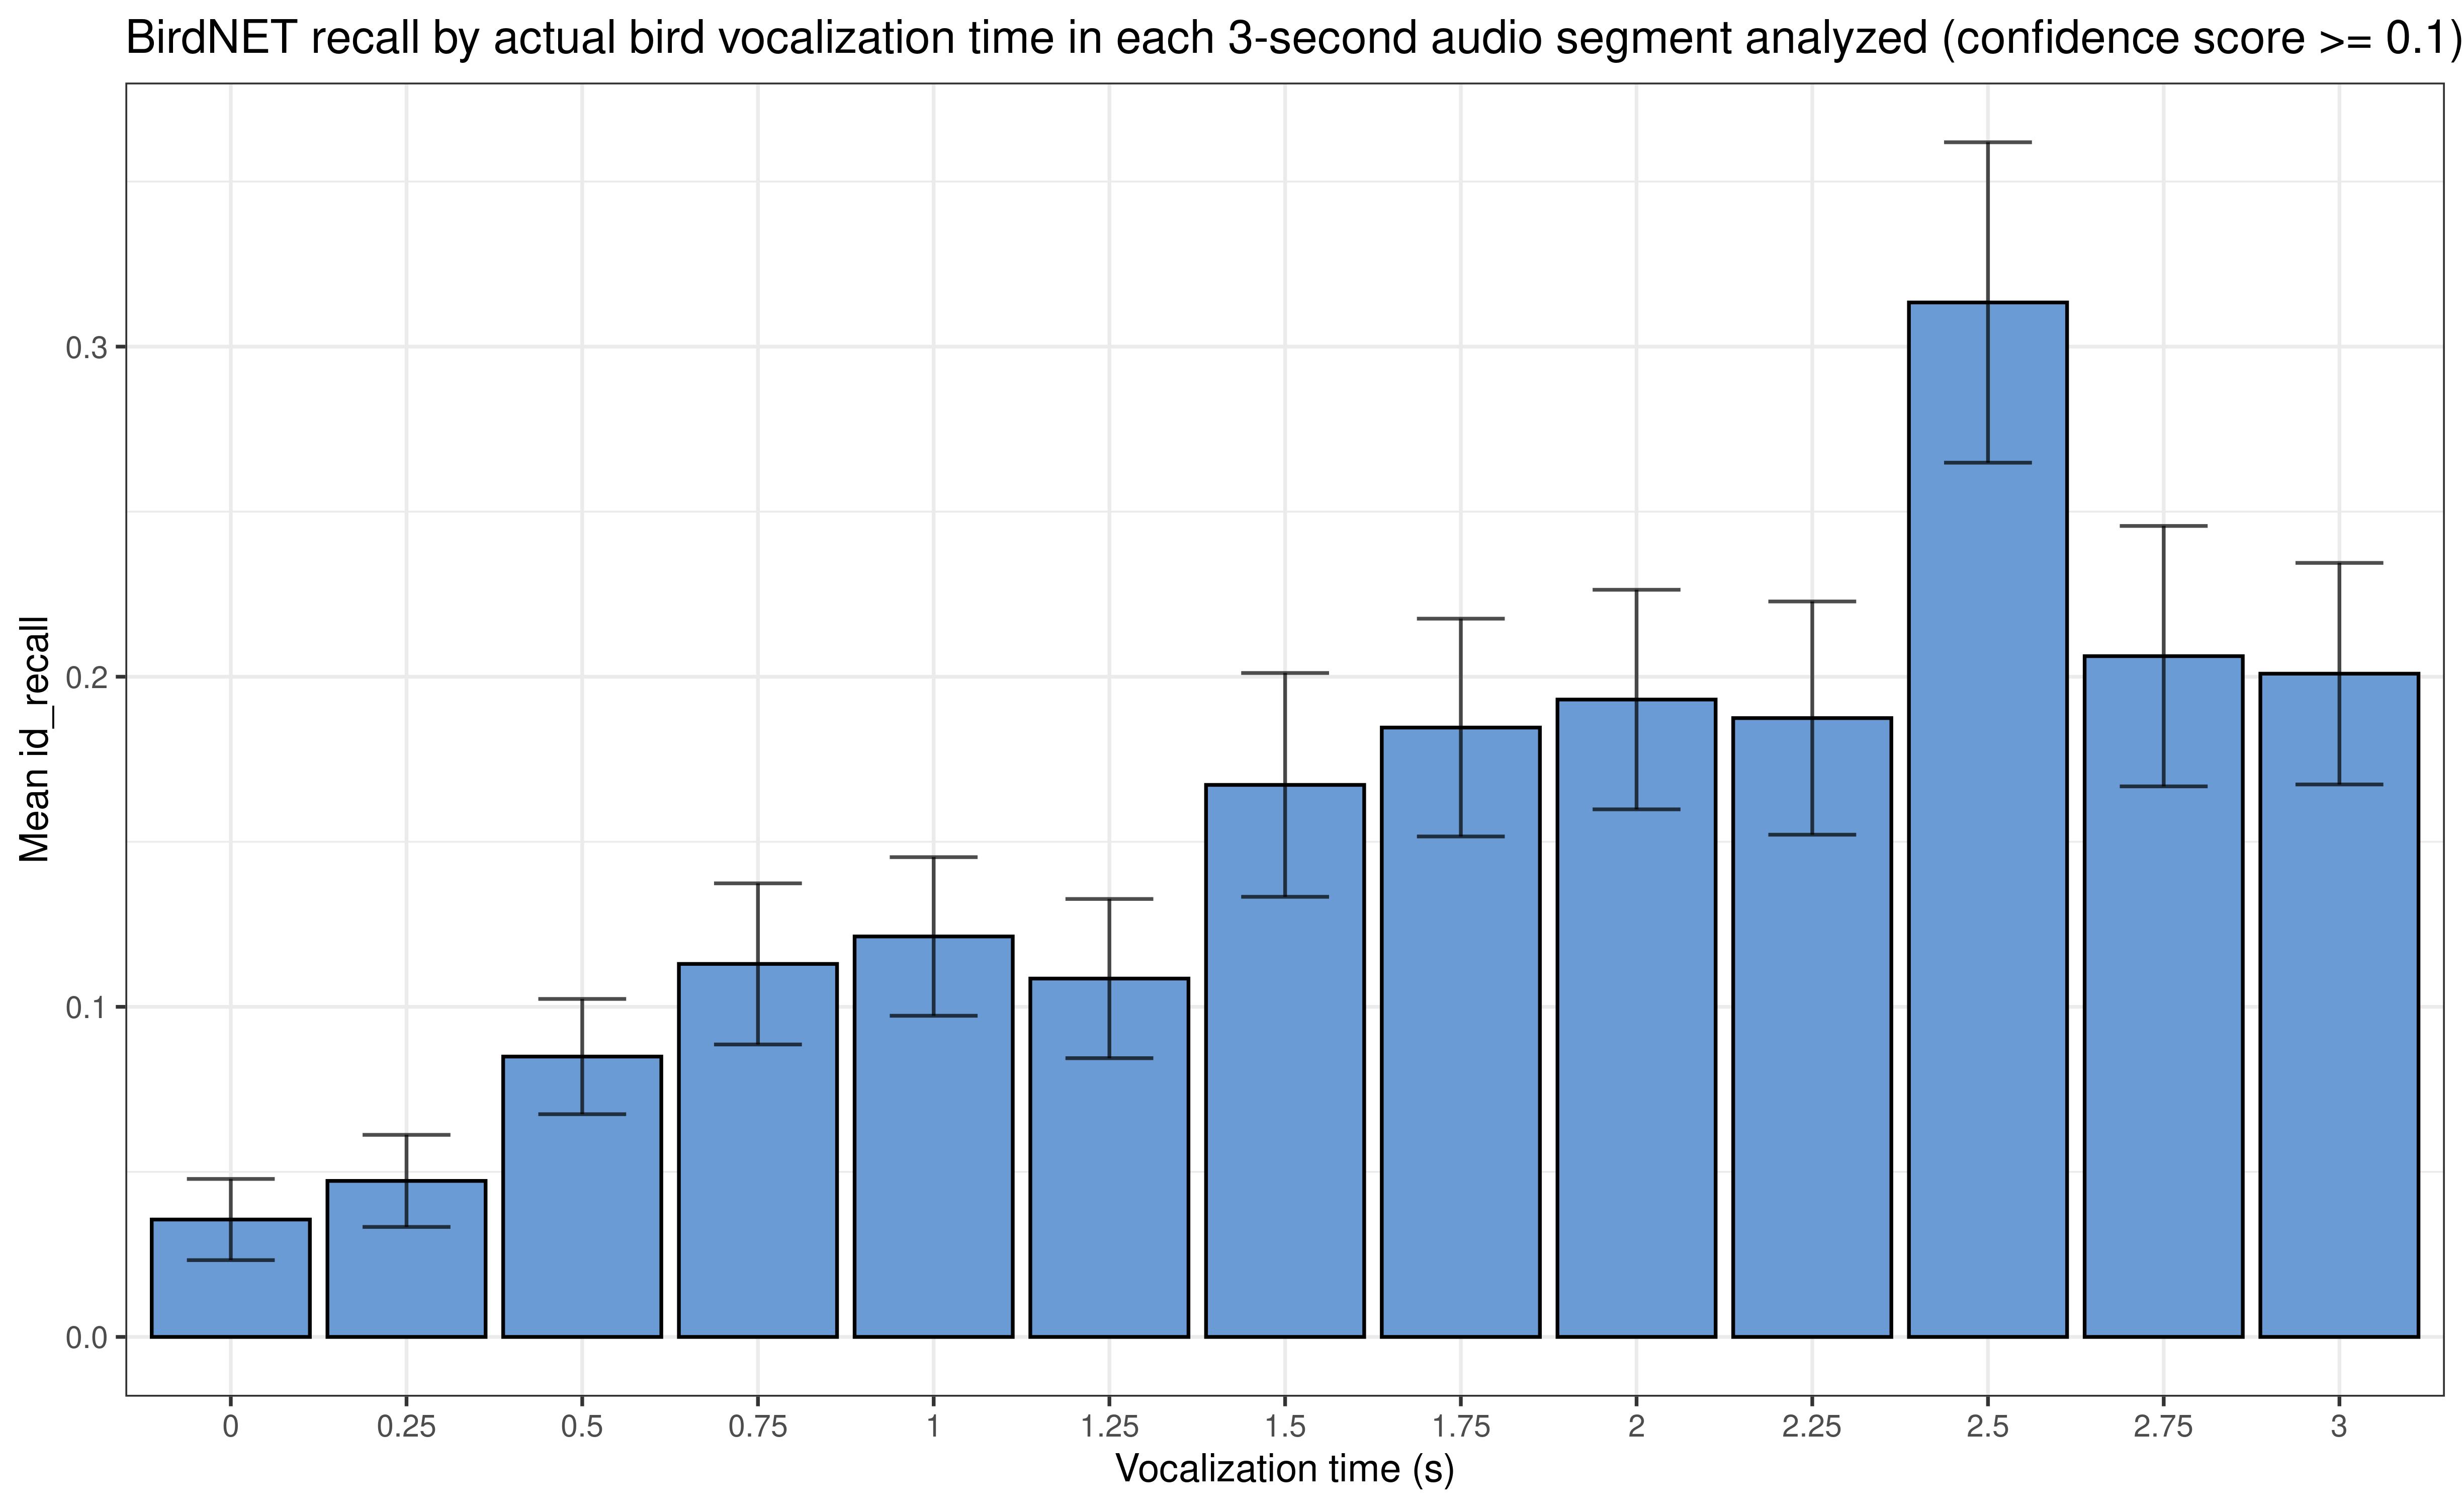 BirdNET recall by actual bird vocalization time in each 3-second audio segment analyzed (confidence score >= 0.1)
Mean id_recall
0.3
0.2
0.1
0.0
0 0.25 0.5 0.75 1 1.25 1.5 1.75 2 2.25 2.5 2.75 3
Vocalization time (s)